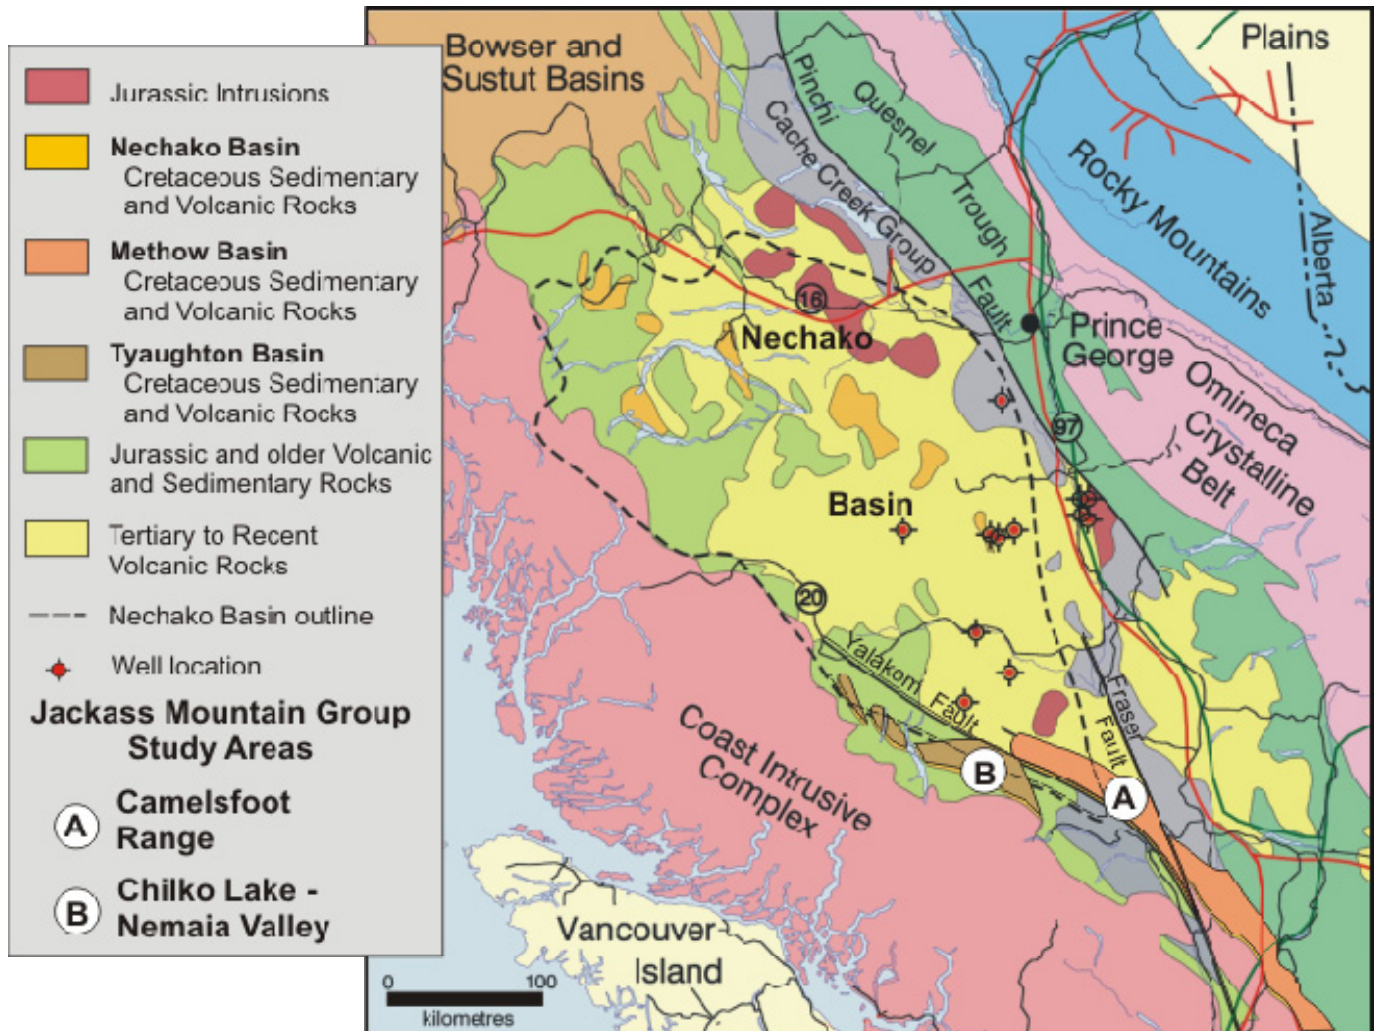 Jurassic Intrusions
Nechako Basin
Cretaceous Sedimentary
and Volcanic Rocks
Methow Basin
Cretaceous Sedimentary
and Volcanic Rocks
Tyaughton Basin
Cretaceous Sedimentary
and Volcanic Rocks
Jurassic and older Volcanic
and Sedimentary Rocks
Tertiary to Recent
Volcanic Rocks
Nechako Basin outline
Well location
Jackass Mountain Group
Study Areas
A Camelsfoot
Range
B Chilko Lake -
Nemaia Valley
Bowser and
Sustut Basins
Pinchi
Fault
Quesnel
Trough
Cache Creek Group
Rocky Mountains
Plains
Alberta
?
16
Nechako
Basin
Prince
George
97
Omineca
Crystalline
Belt
20
Yalakom
Fault
Fraser
Fault
B
A
Coast Intrusive
Complex
Vancouver
Island
0 100
kilometres